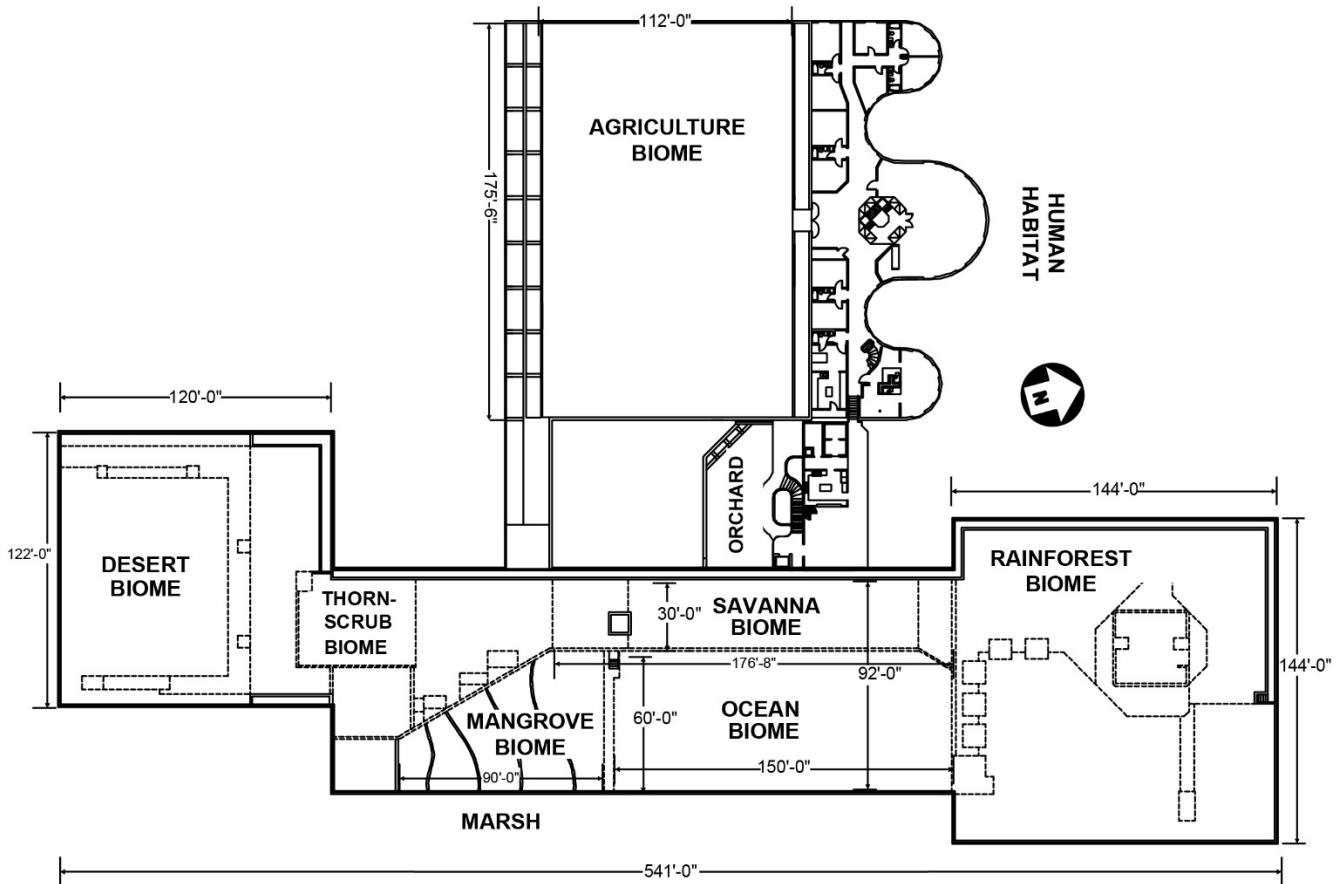 112'-0"
AGRICULTURE
BIOME
175'-6"
HUMAN
HABITAT
N
120'-0"
144'-0"
ORCHARD
122'-0"
DESERT
BIOME
RAINFOREST
BIOME
THORN-
SCRUB
BIOME
30'-0"
SAVANNA
BIOME
176'-8"
92'-0"
144'-0"
60'-0"
OCEAN
BIOME
MANGROVE
BIOME
150'-0"
90'-0"
MARSH
541'-0"